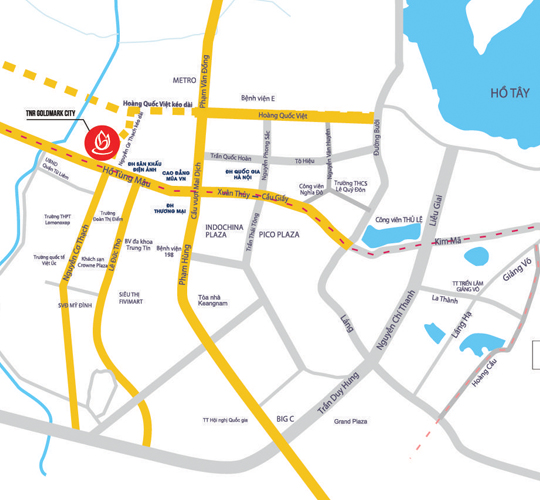 HỒ TÂY
METRO
Phạm Văn Đồng
Bệnh viện E
Hoàng Quốc Việt kéo dài
TNR GOLDMARK CITY
Hoàng Quốc Việt
Nguyễn Cơ Thạch kéo dài
Nguyễn Phong Sắc
Nguyễn Văn Huyên
Đường Bưởi
Trần Quốc Hoàn
Tô Hiệu
UBND
Quận Từ Liêm
ĐH SÂN KHẤU
ĐIỆN ẢNH
CAO ĐẲNG
MÚA VN
ĐH QUỐC GIA
HÀ NỘI
Hồ Tùng Mậu
Cầu vượt Mai Dịch
Xuân Thủy – Cầu Giấy
Công viên
Nghĩa Đô
Trường THCS
Lê Quý Đôn
Liễu Giai
Trường THPT
Lomonoxop
Trường
Đoàn Thị Điểm
ĐH
THƯƠNG MẠI
Trần Thái Tông
Công viên THỦ LỆ
INDOCHINA
PLAZA
PICO PLAZA
Kim Mã
Nguyễn Cơ Thạch
Lê Đức Thọ
BV đa khoa
Trung Tín
Bệnh viện
198
Phạm Hùng
Trường quốc tế
Việt Úc
Khách sạn
Crowne Plaza
Giảng Võ
TT TRIỂN LÃM
GIẢNG VÕ
SVĐ MỸ ĐÌNH
SIÊU THỊ
FIVIMART
Tòa nhà
Keangnam
La Thành
Láng
Nguyễn Chí Thanh
Láng Hạ
Hoàng Cầu
Trần Duy Hưng
TT Hội nghị Quốc gia
BIG C
Grand Plaza